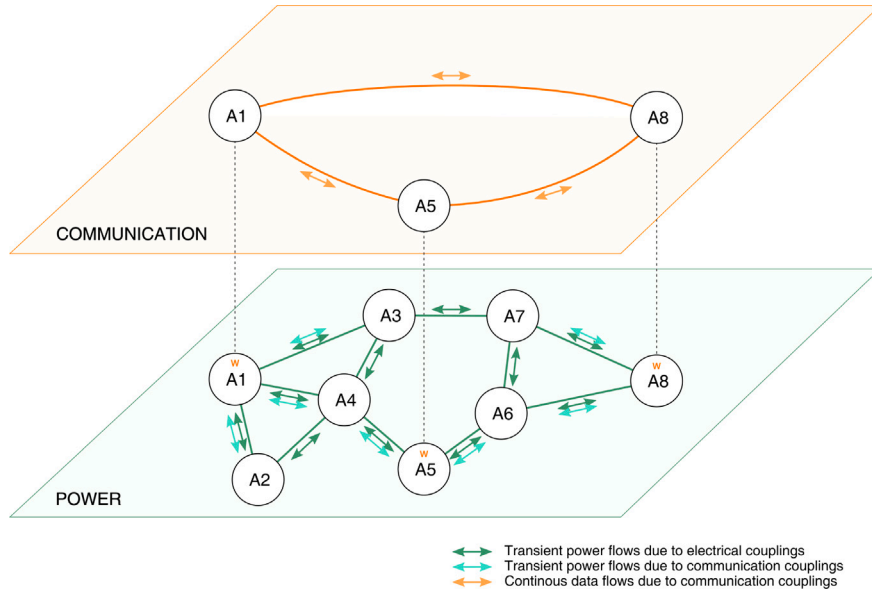 A1
A8
A5
COMMUNICATION
A3
A7
W
A1
W
A8
A4
A6
W
A5
A2
POWER
Transient power flows due to electrical couplings
Transient power flows due to communication couplings
Continous data flows due to communication couplings